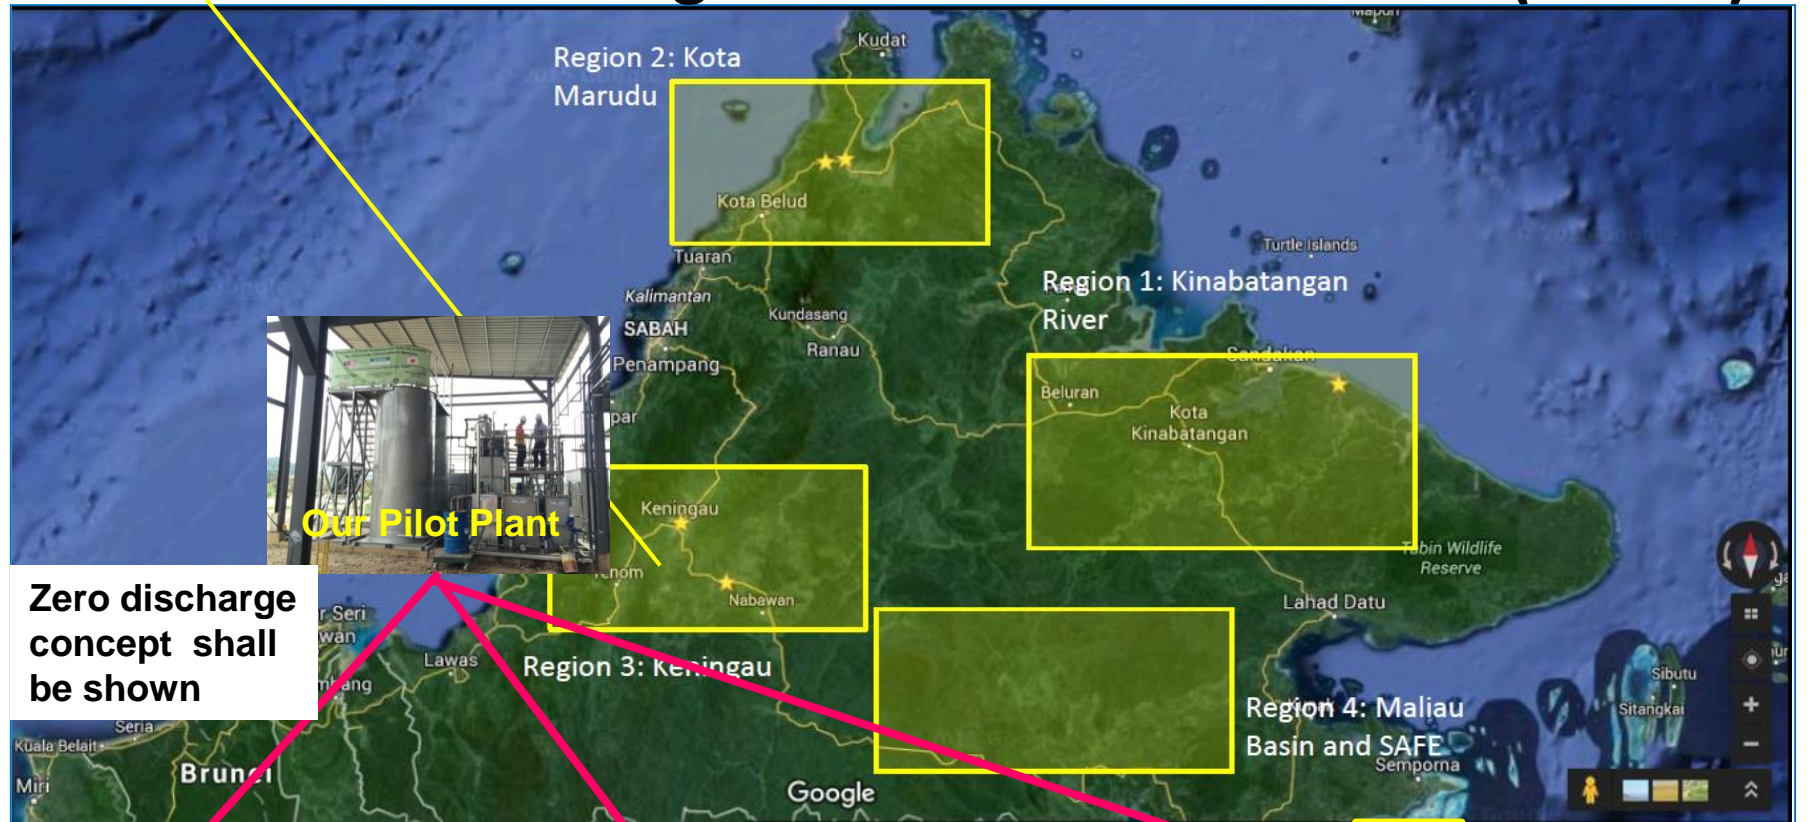 Kudat
Region 2: Kota
Marudu
Kota Belud
Tuaran
Turtle Islands
Region 1: Kinabatangan
River
Kalimantan
SABAH
Kundasang
Ranau
Penampang
Sandakan
Beluran
Kota
Kinabatangan
Keningau
Our Pilot Plant
Nabawan
Tabin Wildlife
Reserve
Lahad Datu
Zero discharge
concept shall
be shown
Lawas
Region 3: Keningau
Region 4: Maliau
Basin and SAFE
Semporna
Sibutu
Sitangkai
Seria
Kuala Belait
Brunei
Miri
Google